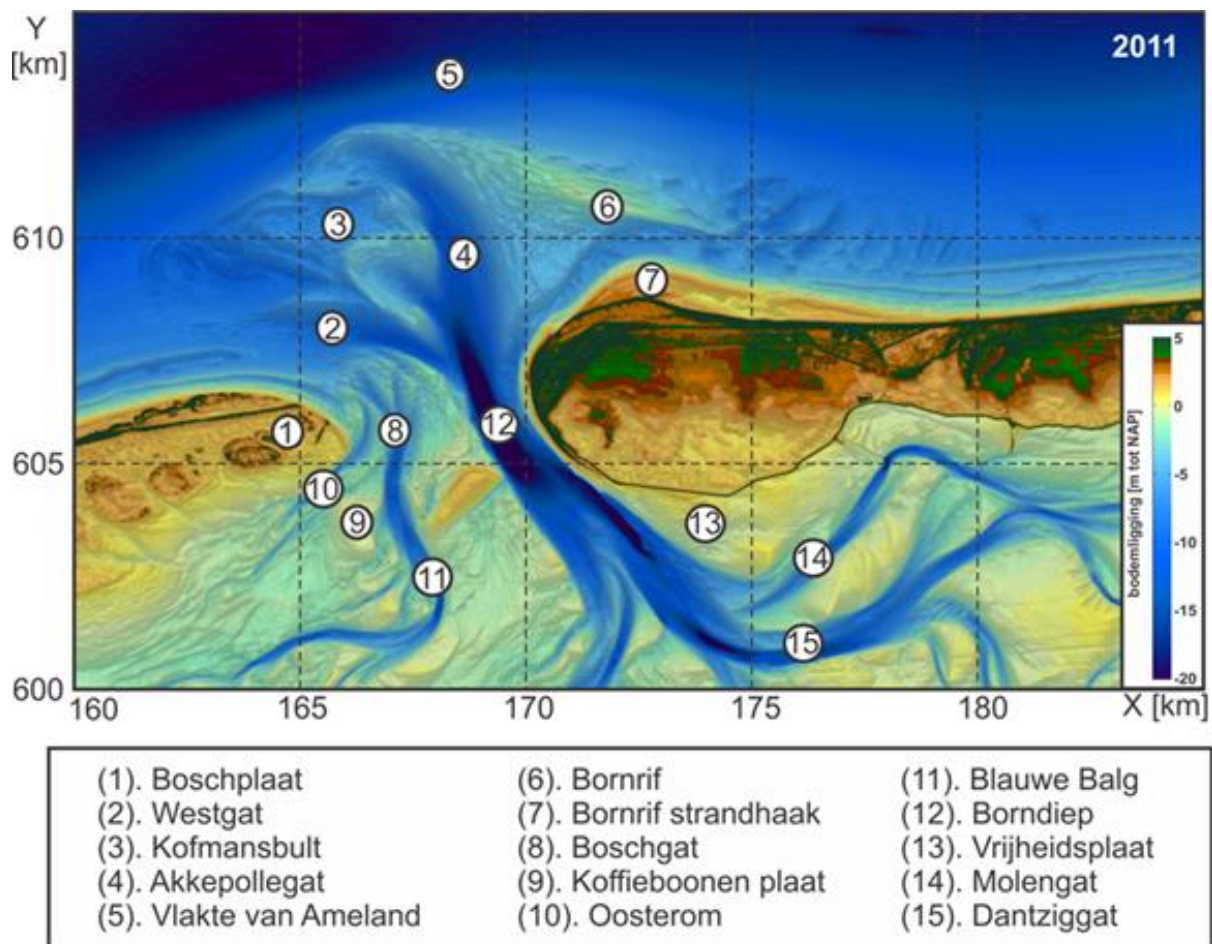 Y
[km]
2011
5
6
3
610
4
7
2
5
0
-5
-10
-15
-20
bodemligging [m tot NAP]
1
8
12
605
10
9
13
11
14
15
600
160
165
170
175
180
X [km]
(1). Boschplaat
(2). Westgat
(3). Kofmansbult
(4). Akkepollegat
(5). Vlakte van Ameland
(6). Bornrif
(7). Bornrif strandhaak
(8). Boschgat
(9). Koffieboonen plaat
(10). Oosterom
(11). Blauwe Balg
(12). Borndiep
(13). Vrijheidsplaat
(14). Molengat
(15). Dantziggat